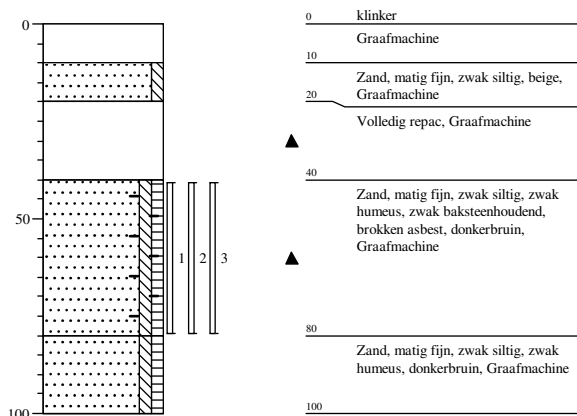 0
50
100
1 2 3
0 klinker
Graafmachine
10
Zand, matig fijn, zwak siltig, beige,
Graafmachine
20
Volledig repac, Graafmachine
40
Zand, matig fijn, zwak siltig, zwak
humeus, zwak baksteenhoudend,
brokken asbest, donkerbruin,
Graafmachine
80
Zand, matig fijn, zwak siltig, zwak
humeus, donkerbruin, Graafmachine
100